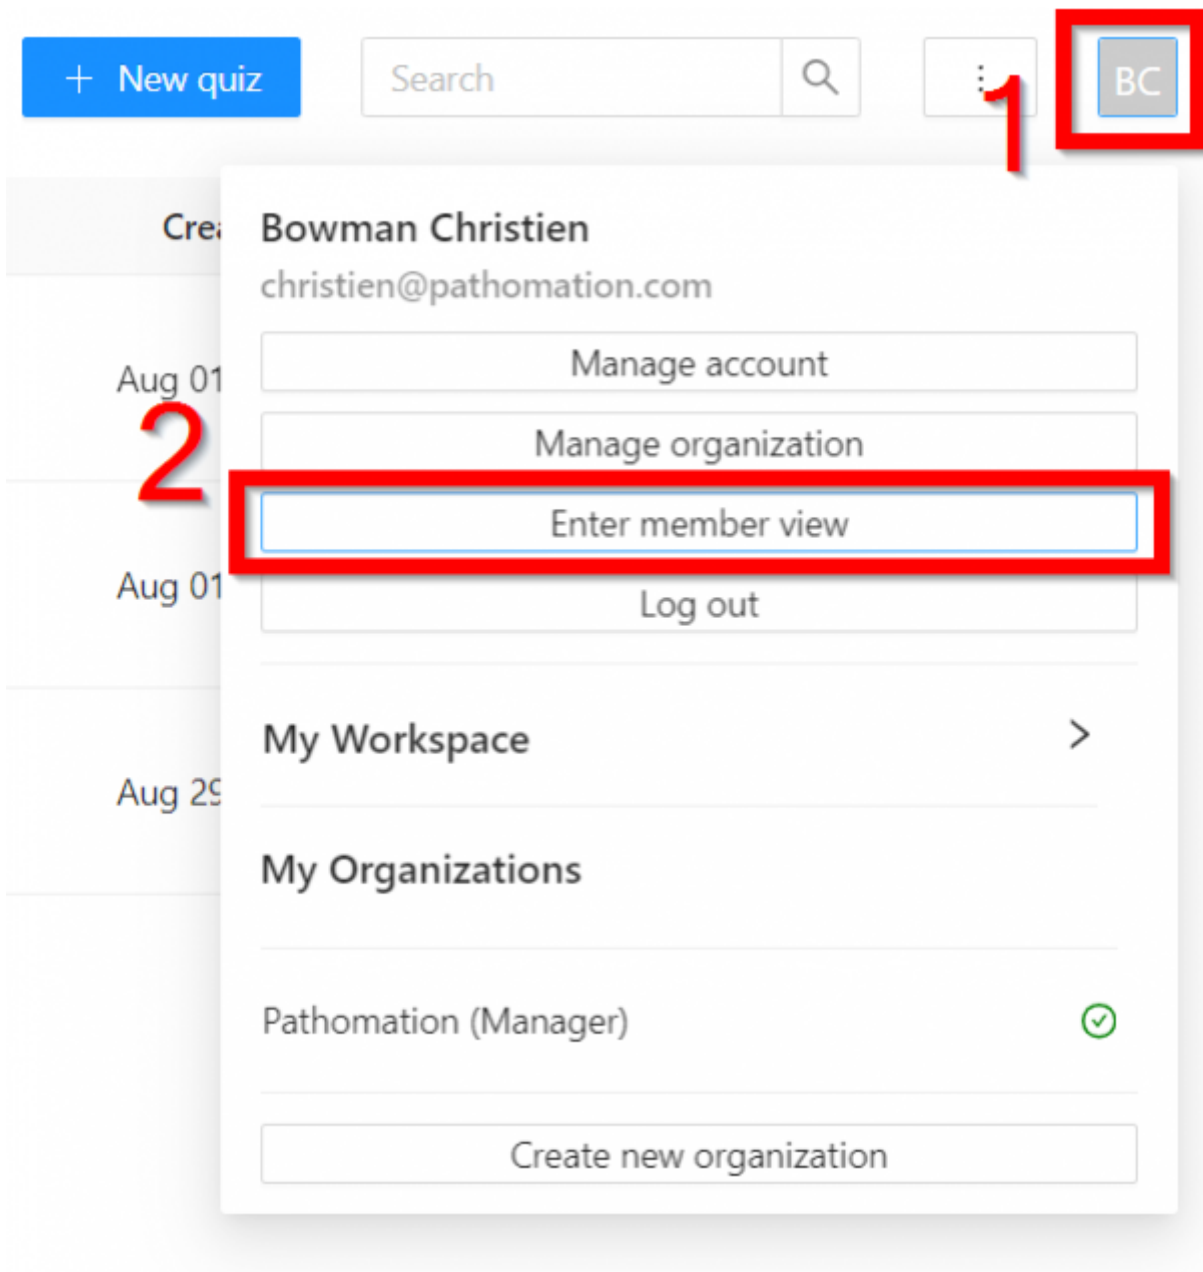 + New quiz
Search
1
BC
Bowman Christien
christien@pathomation.com
Manage account
Aug 01
2
Manage organization
Enter member view
Aug 01
Log out
My Workspace
Aug 29
My Organizations
Pathomation (Manager)
Create new organization